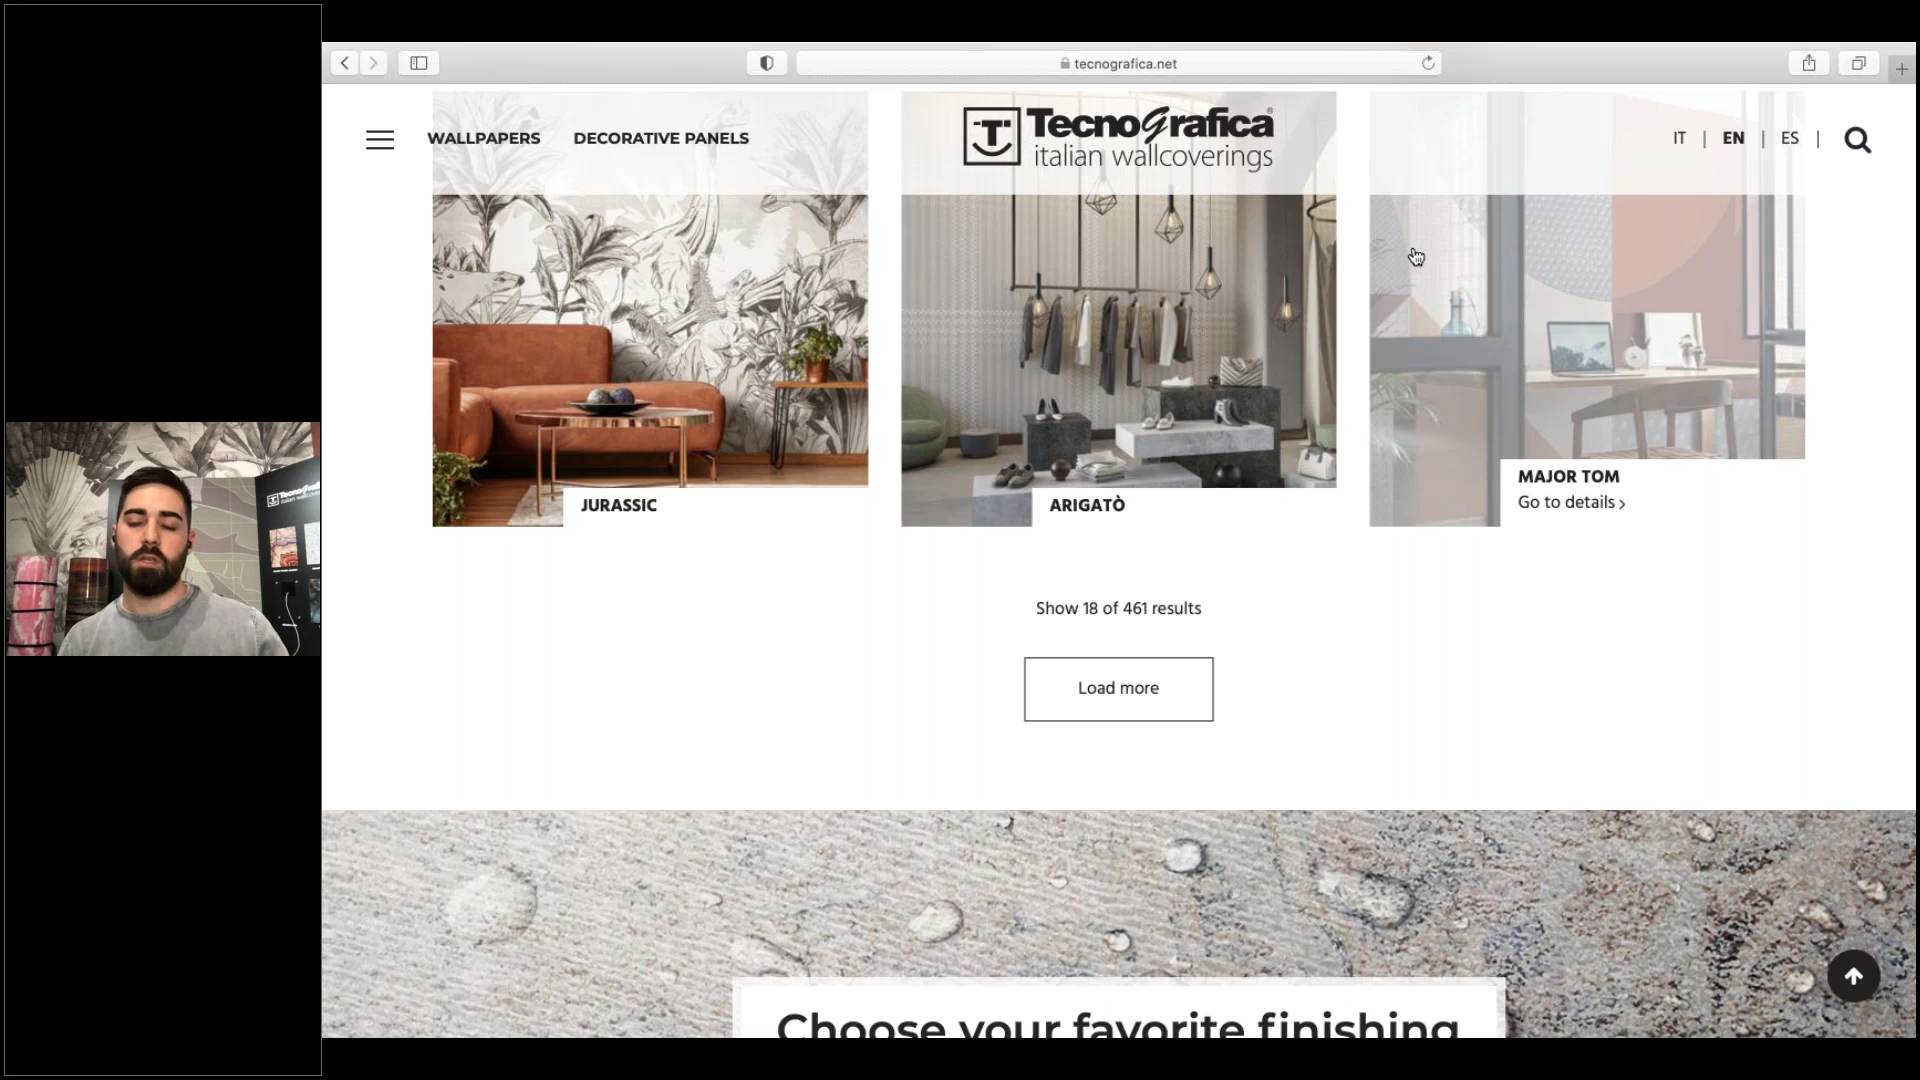 tecnografica.net
WALLPAPERS
DECORATIVE PANELS
TecnoGrafica
italian wallcoverings
IT | EN | ES |
JURASSIC
ARIGATÒ
MAJOR TOM
Go to details ›
Show 18 of 461 results
Load more
Choose your favorite finishing